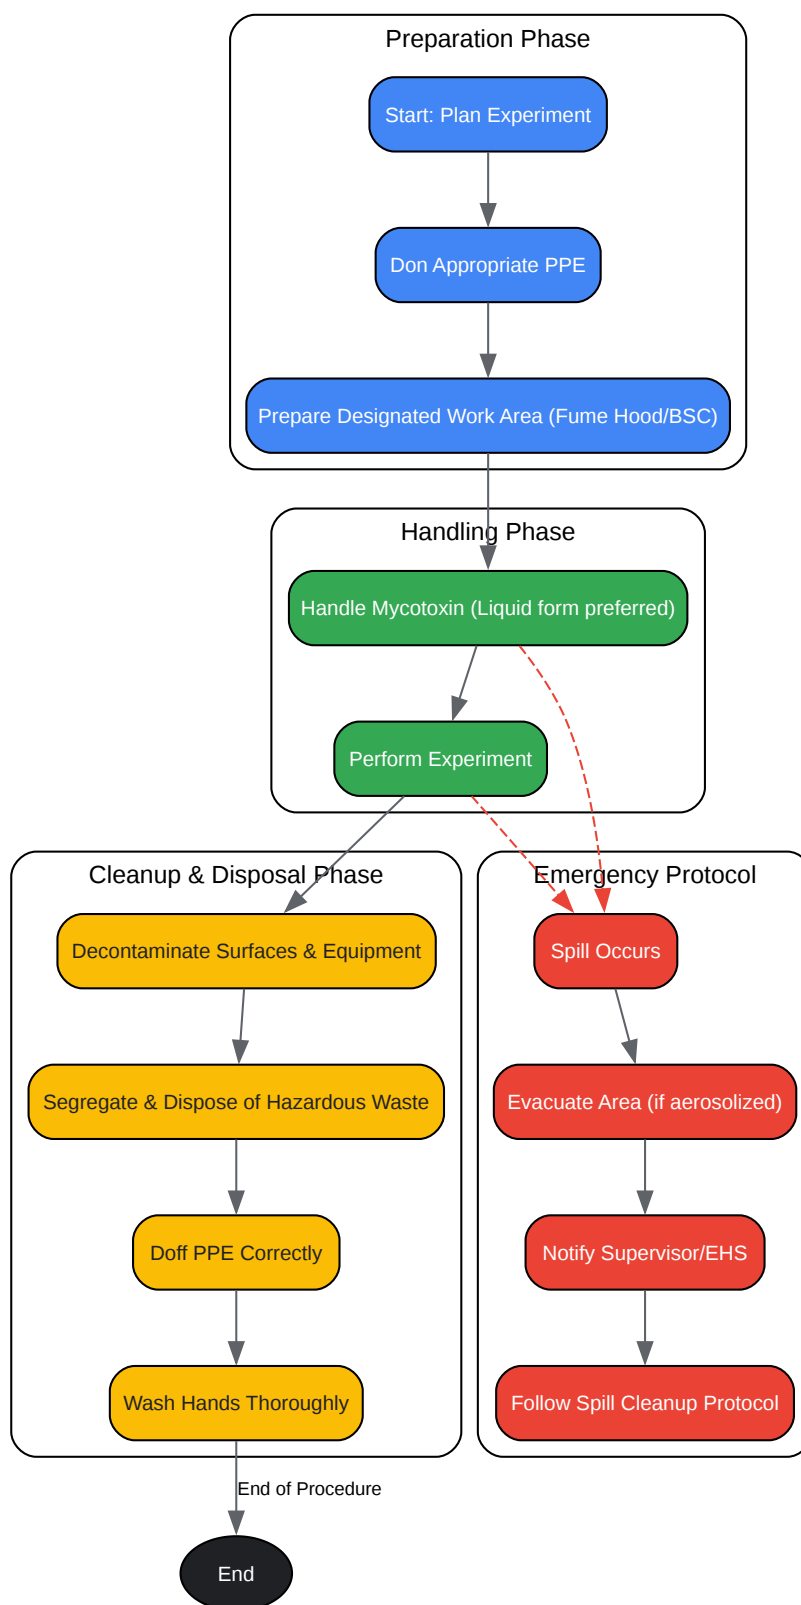 Preparation Phase
Start: Plan Experiment
Don Appropriate PPE
Prepare Designated Work Area (Fume Hood/BSC)
Handling Phase
Handle Mycotoxin (Liquid form preferred)
Perform Experiment
Cleanup & Disposal Phase
Decontaminate Surfaces & Equipment
Segregate & Dispose of Hazardous Waste
Doff PPE Correctly
Wash Hands Thoroughly
End of Procedure
End
Emergency Protocol
Spill Occurs
Evacuate Area (if aerosolized)
Notify Supervisor/EHS
Follow Spill Cleanup Protocol